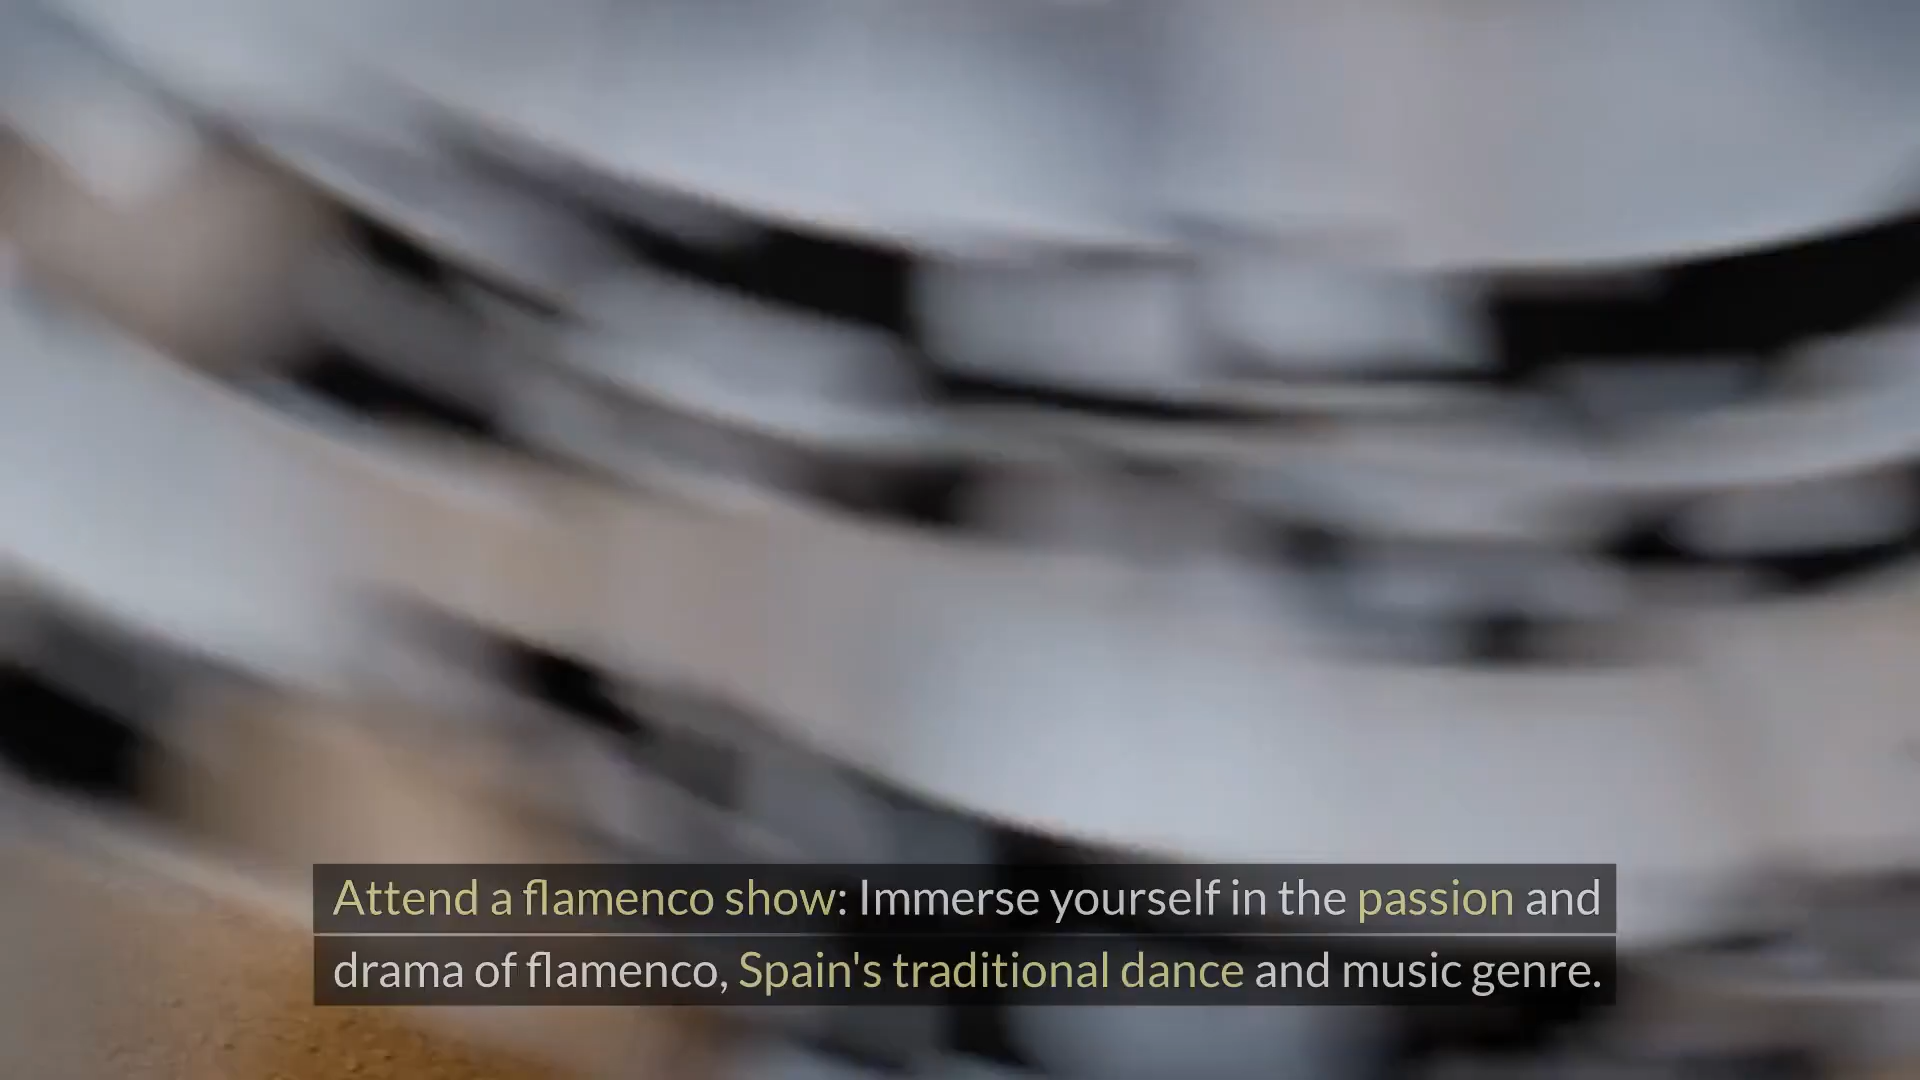 Attend a flamenco show: Immerse yourself in the passion and
drama of flamenco, Spain's traditional dance and music genre.